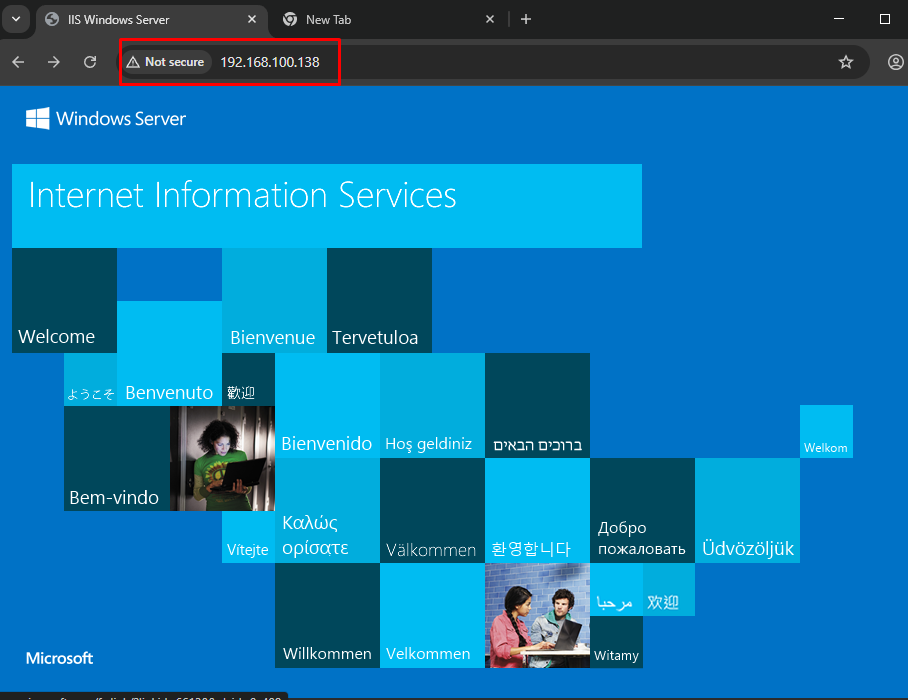 IIS Windows Server
New Tab
Not secure
192.168.100.138
Windows Server
Internet Information Services
Welcome
Bienvenue
Tervetuloa
ようこそ
Benvenuto
歡迎
Bienvenido
Hoş geldiniz
ברוכים הבאים
Welkom
Bem-vindo
Vítejte
Καλώς
ορίσατε
Välkommen
환영합니다
Добро
пожаловать
Üdvözöljük
مرحبا
欢迎
Willkommen
Velkommen
Witamy
Microsoft